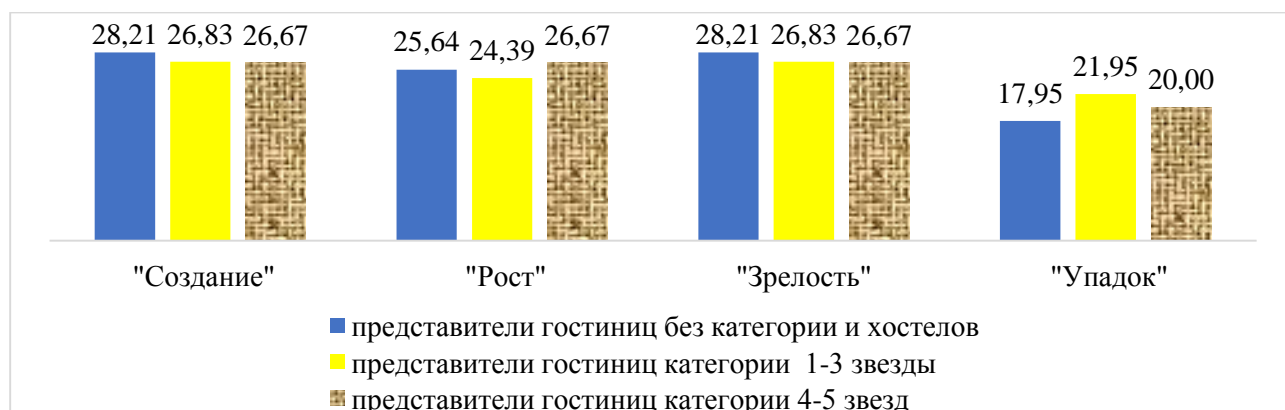 28,21 26,83 26,67 25,64 24,39 26,67 28,21 26,83 26,67 17,95 21,95 20,00
"Создание" "Рост" "Зрелость" "Упадок"
представители гостиниц без категории и хостелов
представители гостиниц категории 1-3 звезды
представители гостиниц категории 4-5 звезд